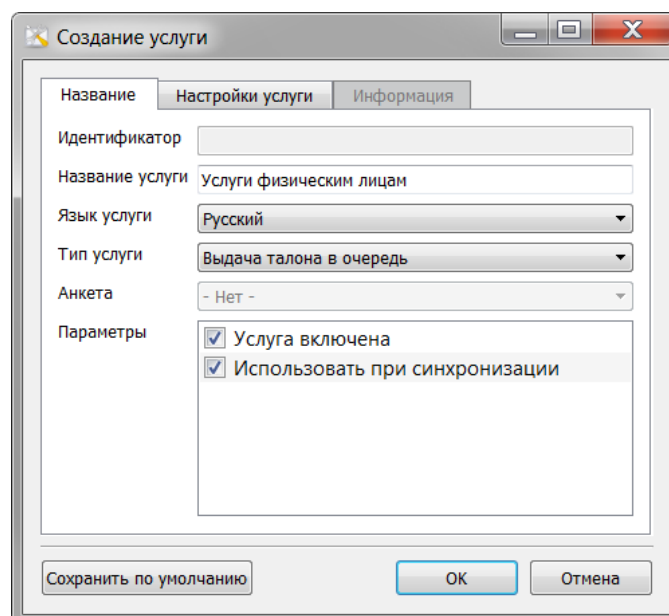 Создание услуги
Название Настройки услуги Информация
Идентификатор
Название услуги Услуги физическим лицам
Язык услуги Русский
Тип услуги Выдача талона в очередь
Анкета - Нет -
Параметры Услуга включена
Использовать при синхронизации
Сохранить по умолчанию OK Отмена